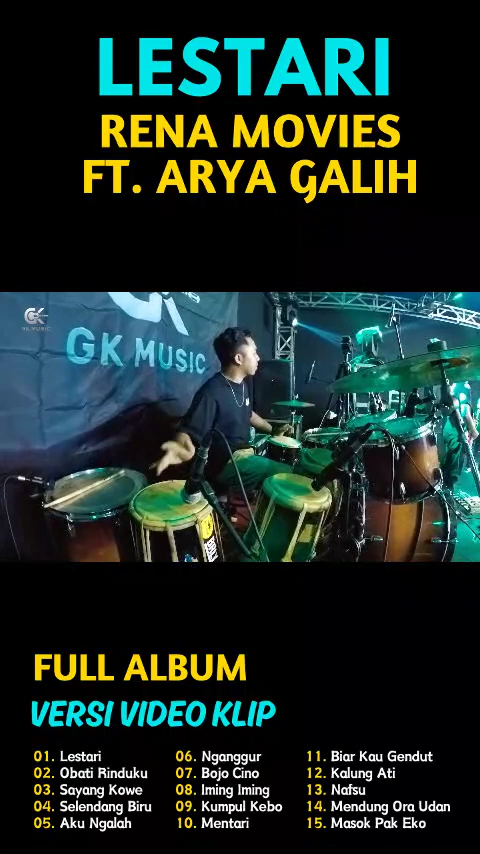 LESTARI
RENA MOVIES
FT. ARYA GALIH
GK
GK MUSIC
GK MUSIC
FULL ALBUM
VERSI VIDEO KLIP
01. Lestari
02. Obati Rinduku
03. Sayang Kowe
04. Selendang Biru
05. Aku Ngalah
06. Nganggur
07. Bojo Cino
08. Iming Iming
09. Kumpul Kebo
10. Mentari
11. Biar Kau Gendut
12. Kalung Ati
13. Nafsu
14. Mendung Ora Udan
15. Masok Pak Eko